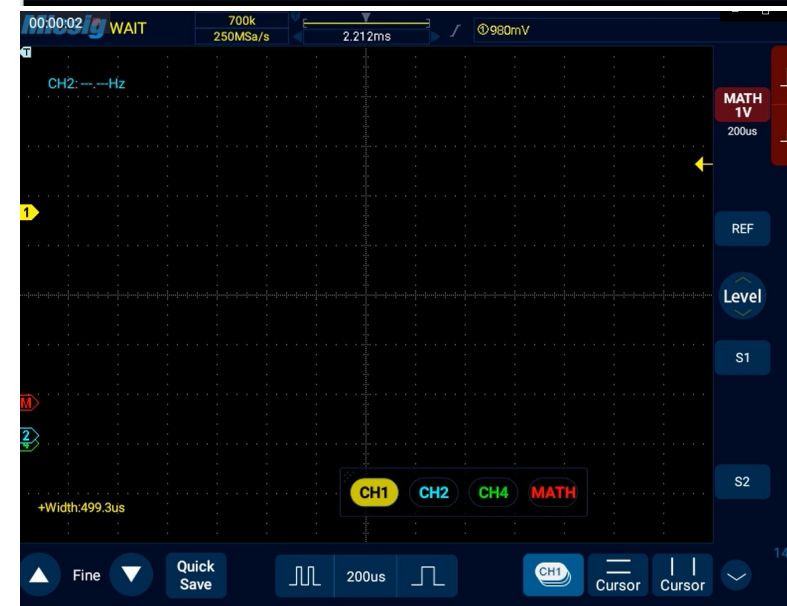 00:00:02 WAIT
700k
250MSa/s
2.212ms
①980mV
T
CH2: ---.---Hz
MATH
1V
200us
1
REF
Level
S1
M
2
4
S2
CH1 CH2 CH4 MATH
+Width:499.3us
Fine
Quick
Save
200us
CH1
Cursor
Cursor
14